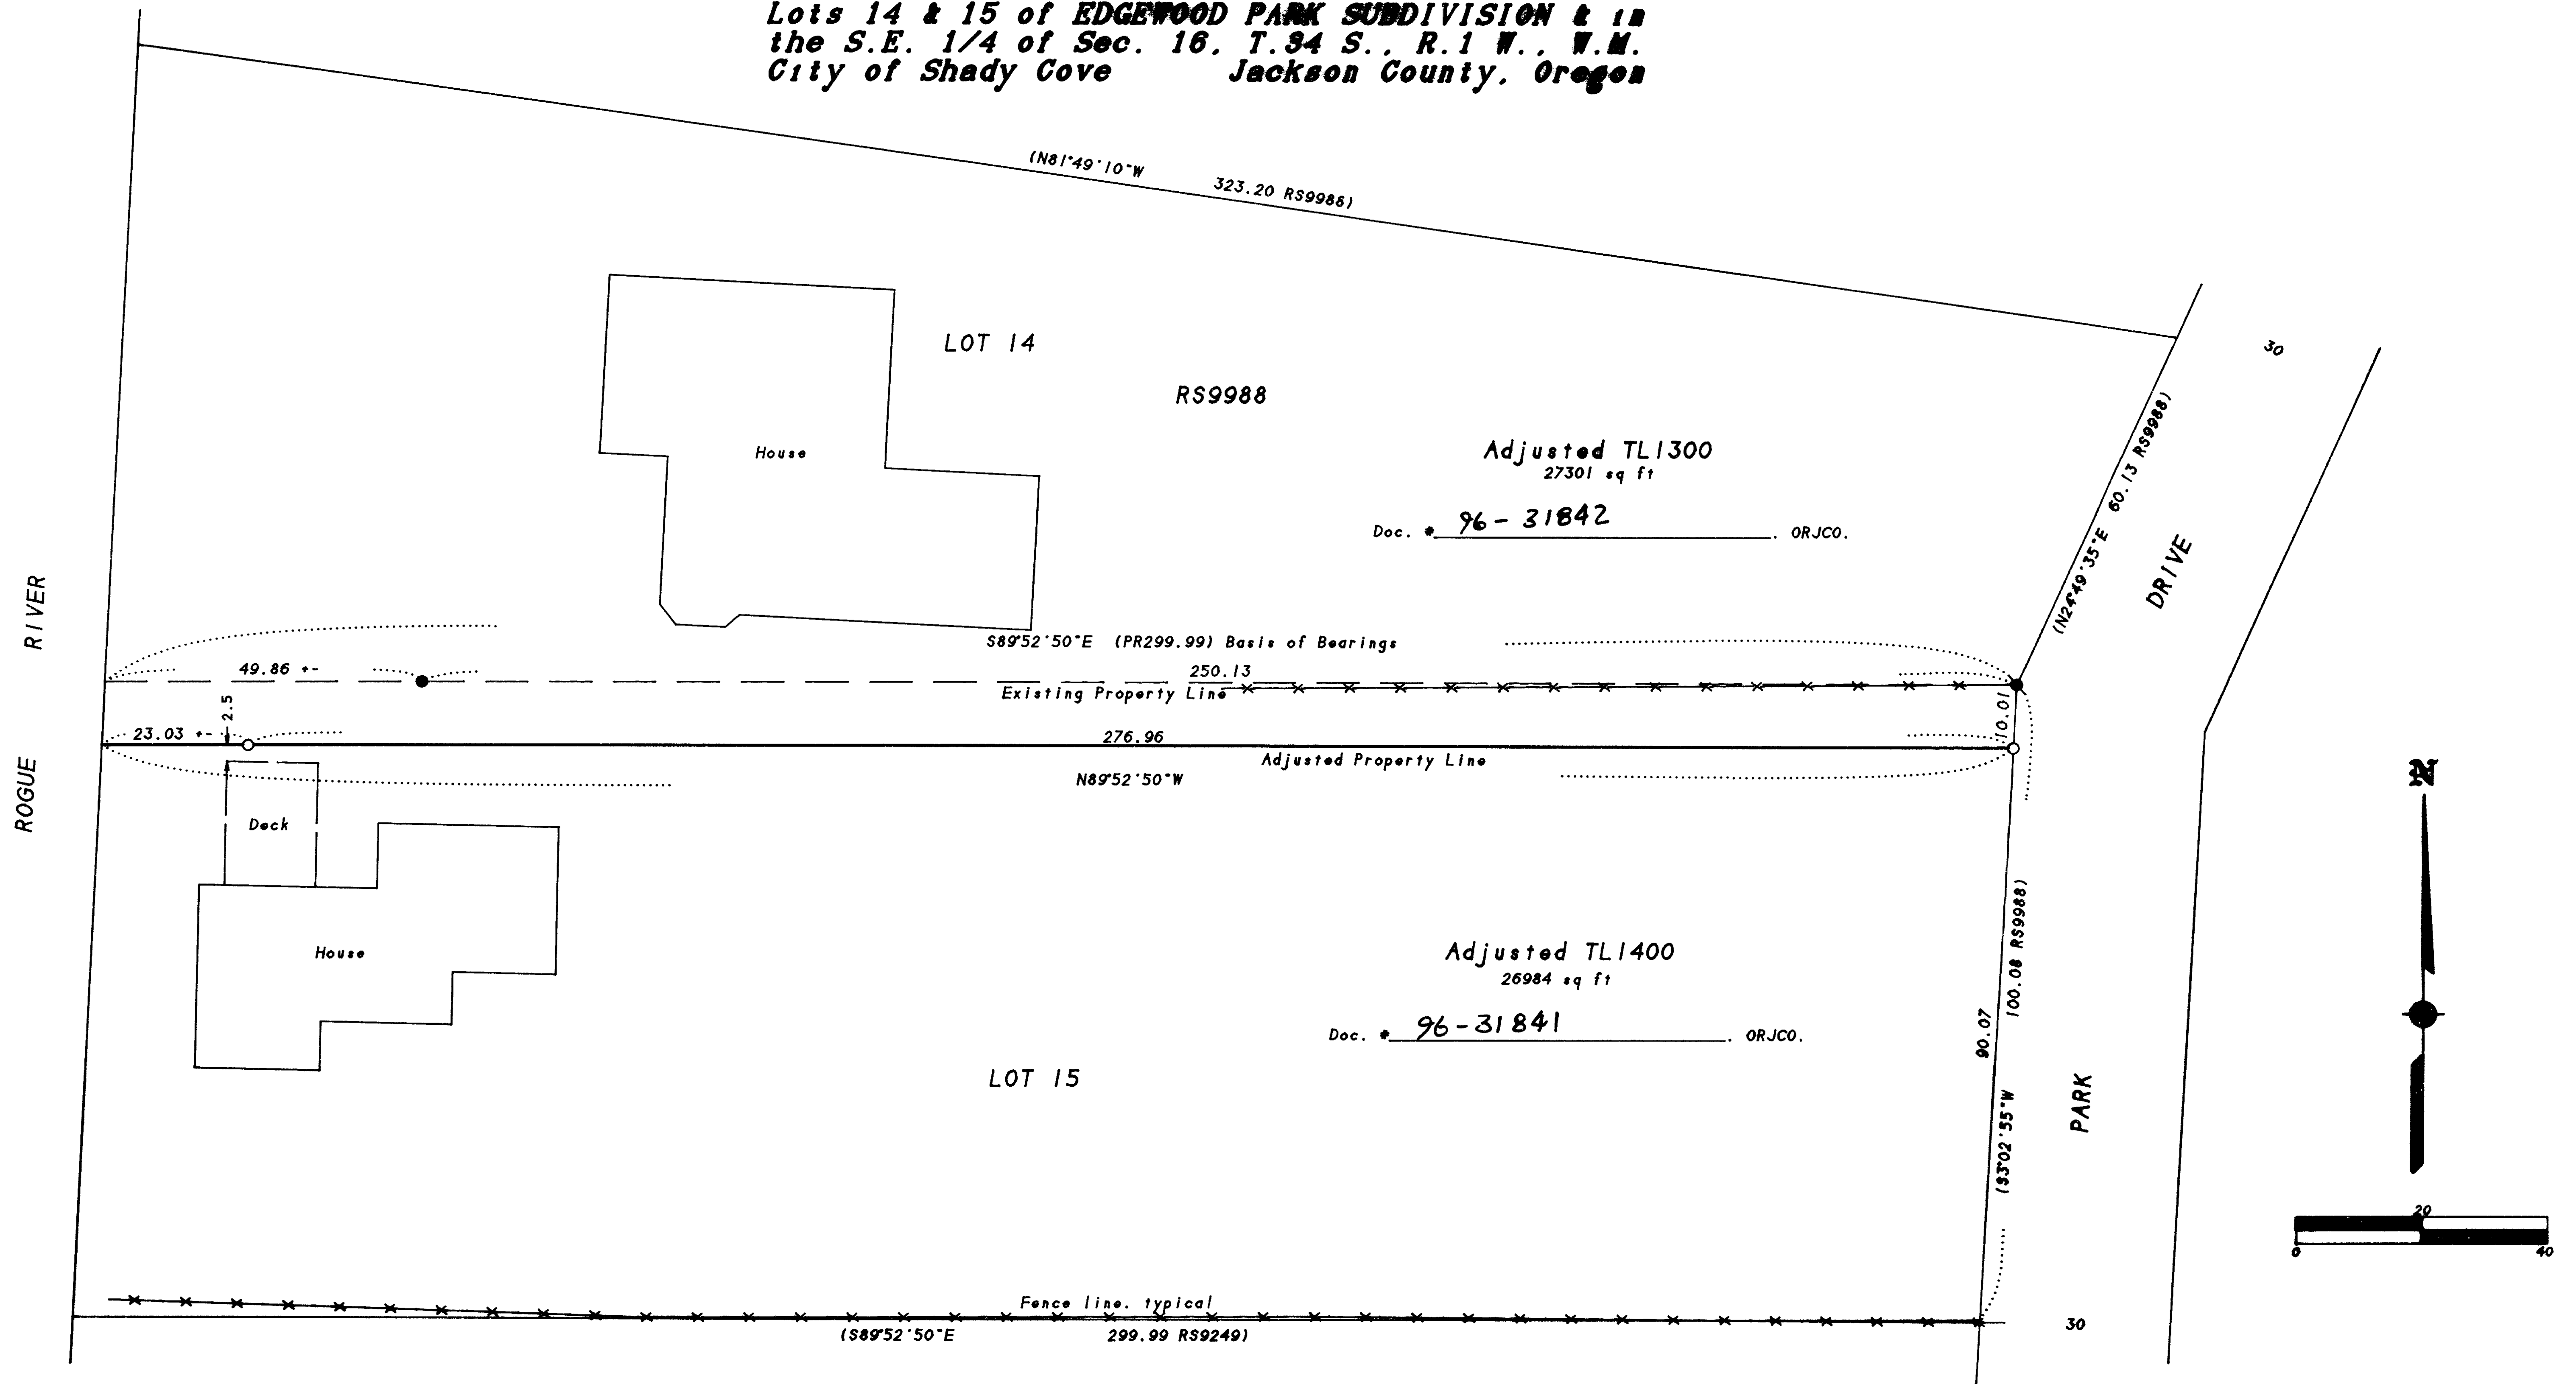 Lots 14 & 15 of EDGEWOOD PARK SUBDIVISION & in
the S.E. 1/4 of Sec. 16, T.34 S., R.1 W., W.M.
City of Shady Cove Jackson County, Oregon
(N81°49'10"W 323.20 RS9988)
30
LOT 14
RS9988
House
Adjusted TL1300
27301 sq ft
Doc. # 96-31842. ORJCO.
(N24°49'35"E 60.13 RS9988)
DRIVE
RIVER
S89°52'50"E (PR299.99) Basis of Bearings
49.86 +-
250.13
Existing Property Line
10.01
2.5
23.03 +-
276.96
Adjusted Property Line
N89°52'50"W
ROGUE
Deck
House
Adjusted TL1400
26984 sq ft
Doc. # 96-31841. ORJCO.
100.08 RS9988)
90.07
(S3°02'55"W
LOT 15
PARK
N
20
0 40
Fence line, typical
(S89°52'50"E 299.99 RS9249)
30